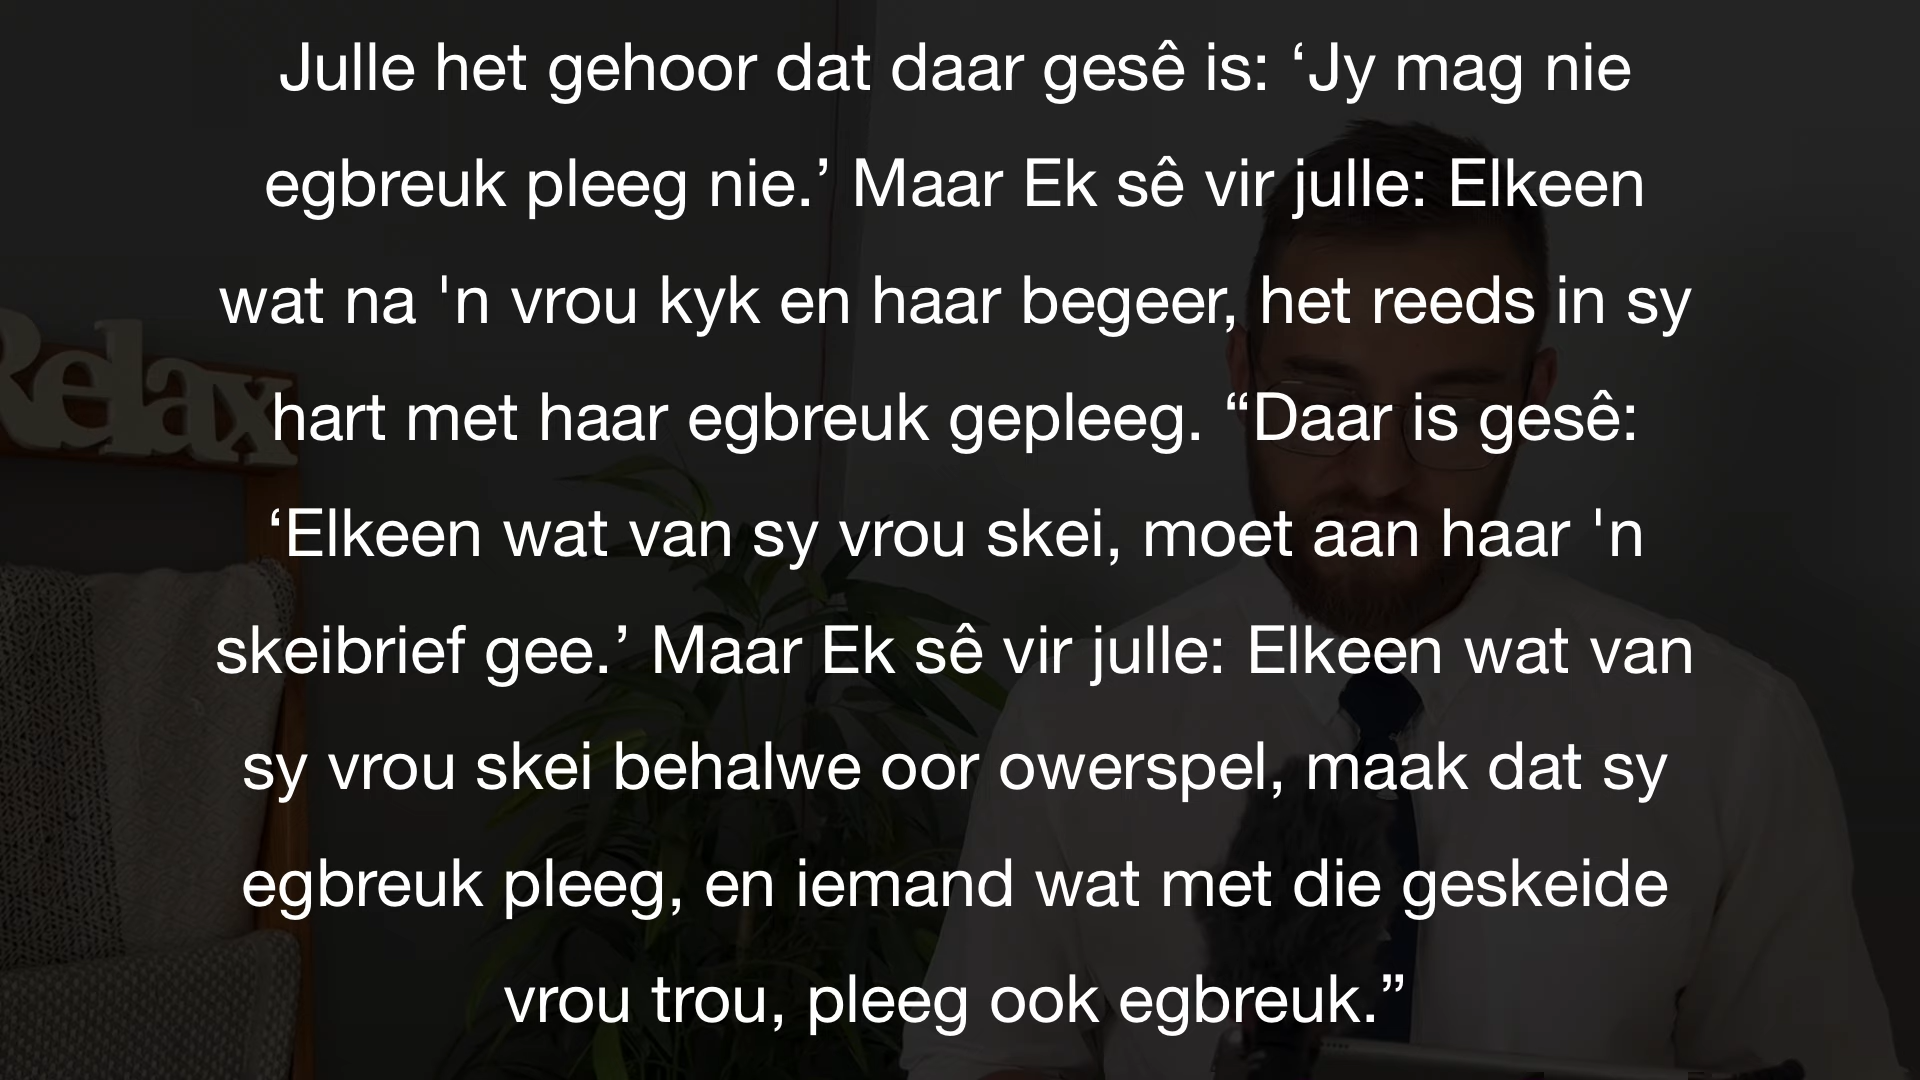 Julle het gehoor dat daar gesê is: ‘Jy mag nie
egbreuk pleeg nie.’ Maar Ek sê vir julle: Elkeen
wat na 'n vrou kyk en haar begeer, het reeds in sy
hart met haar egbreuk gepleeg. “Daar is gesê:
‘Elkeen wat van sy vrou skei, moet aan haar 'n
skeibrief gee.’ Maar Ek sê vir julle: Elkeen wat van
sy vrou skei behalwe oor owerspel, maak dat sy
egbreuk pleeg, en iemand wat met die geskeide
vrou trou, pleeg ook egbreuk.”
Relax